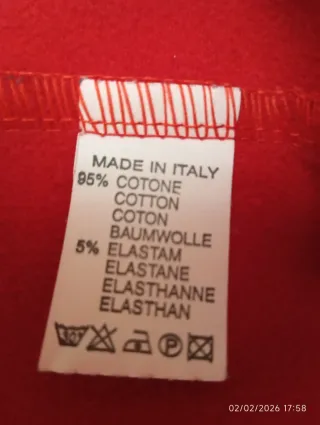 MADE IN ITALY
95% COTONE
COTTON
COTON
BAUMWOLLE
5% ELASTAM
ELASTANE
ELASTHANNE
ELASTHAN
P
02/02/2026 17:58